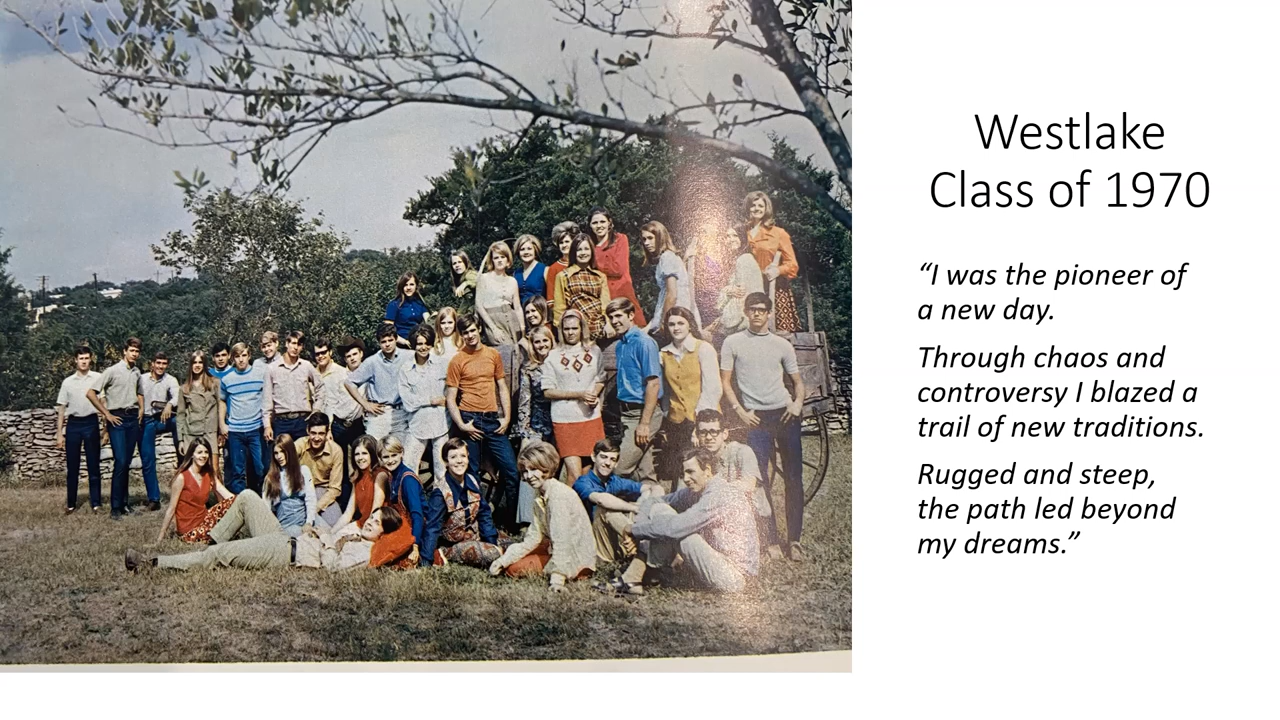 Westlake
Class of 1970
“I was the pioneer of
a new day.
Through chaos and
controversy I blazed a
trail of new traditions.
Rugged and steep,
the path led beyond
my dreams.”